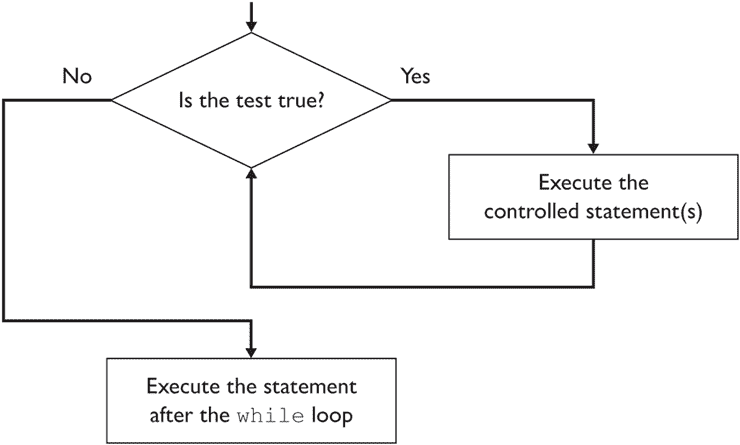 No
Yes
Is the test true?
Execute the
controlled statement(s)
Execute the statement
after the while loop